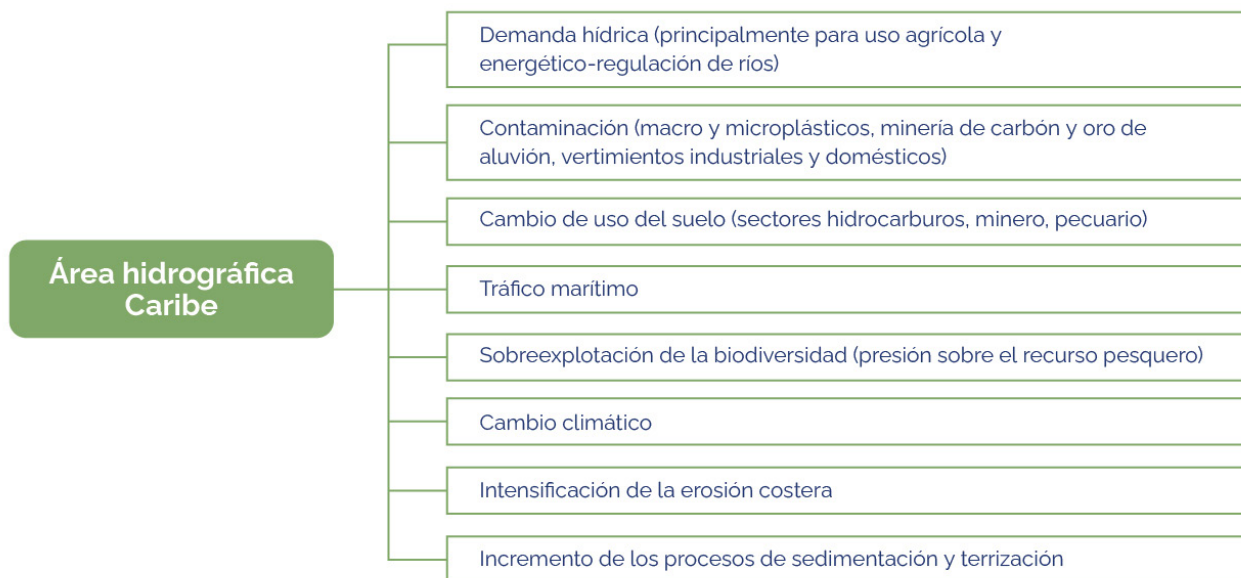 Área hidrográfica
Caribe
Demanda hídrica (principalmente para uso agrícola y
energético-regulación de ríos)
Contaminación (macro y microplásticos, minería de carbón y oro de
aluvión, vertimientos industriales y domésticos)
Cambio de uso del suelo (sectores hidrocarburos, minero, pecuario)
Tráfico marítimo
Sobreexplotación de la biodiversidad (presión sobre el recurso pesquero)
Cambio climático
Intensificación de la erosión costera
Incremento de los procesos de sedimentación y terrización